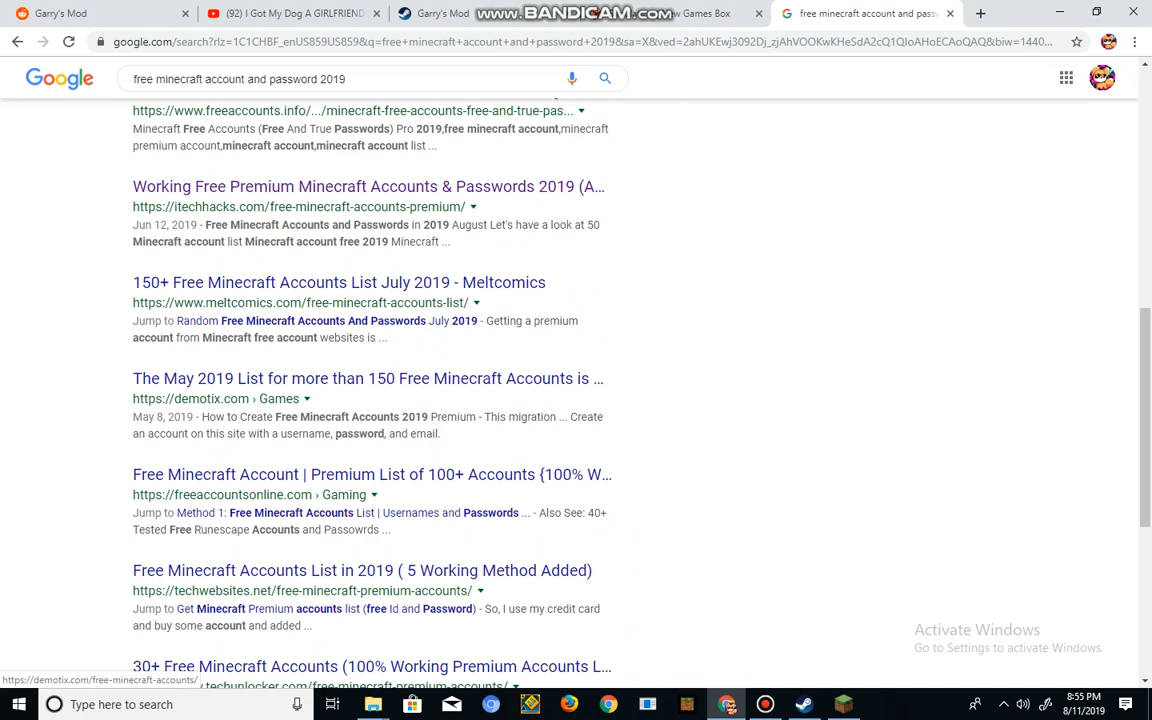 Garry's Mod
(92) I Got My Dog A GIRLFRIEND
Garry's Mod
www.BANDICAM.com
w Games Box
free minecraft account and passw
google.com/search?rlz=1C1CHBF_enUS859US859&q=free+minecraft+account+and+password+2019&sa=X&ved=2ahUKEwj3092Dj_zjAhVOOKwKHeSdA2cQ1QIoAHoECAoQAQ&biw=1440...
Google
free minecraft account and password 2019
https://www.freeaccounts.info/.../minecraft-free-accounts-free-and-true-pas...
Minecraft Free Accounts (Free And True Passwords) Pro 2019,free minecraft account,minecraft
premium account,minecraft account,minecraft account list ...
Working Free Premium Minecraft Accounts & Passwords 2019 (A...
https://itechhacks.com/free-minecraft-accounts-premium/
Jun 12, 2019 - Free Minecraft Accounts and Passwords in 2019 August Let's have a look at 50
Minecraft account list Minecraft account free 2019 Minecraft ...
150+ Free Minecraft Accounts List July 2019 - Meltcomics
https://www.meltcomics.com/free-minecraft-accounts-list/
Jump to Random Free Minecraft Accounts And Passwords July 2019 - Getting a premium
account from Minecraft free account websites is ...
The May 2019 List for more than 150 Free Minecraft Accounts is ...
https://demotix.com › Games
May 8, 2019 - How to Create Free Minecraft Accounts 2019 Premium - This migration ... Create
an account on this site with a username, password, and email.
Free Minecraft Account | Premium List of 100+ Accounts {100% W...
https://freeaccountsonline.com › Gaming
Jump to Method 1: Free Minecraft Accounts List | Usernames and Passwords ... - Also See: 40+
Tested Free Runescape Accounts and Passowrds ...
Free Minecraft Accounts List in 2019 ( 5 Working Method Added)
https://techwebsites.net/free-minecraft-premium-accounts/
Jump to Get Minecraft Premium accounts list (free Id and Password) - So, I use my credit card
and buy some account and added ...
Activate Windows
Go to Settings to activate Windows.
30+ Free Minecraft Accounts (100% Working Premium Accounts L...
https://demotix.com/free-minecraft-accounts/
techunlocker.com/free-minecraft-premium-accounts/
Type here to search
8:55 PM
8/11/2019